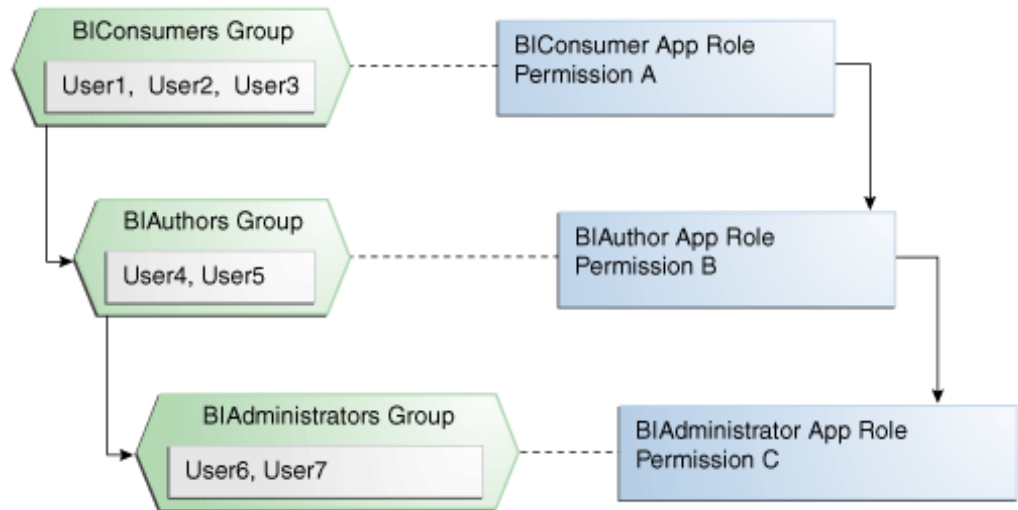 BIConsumers Group
User1, User2, User3
BIConsumer App Role
Permission A
BIAuthors Group
User4, User5
BIAuthor App Role
Permission B
BIAdministrators Group
User6, User7
BIAdministrator App Role
Permission C